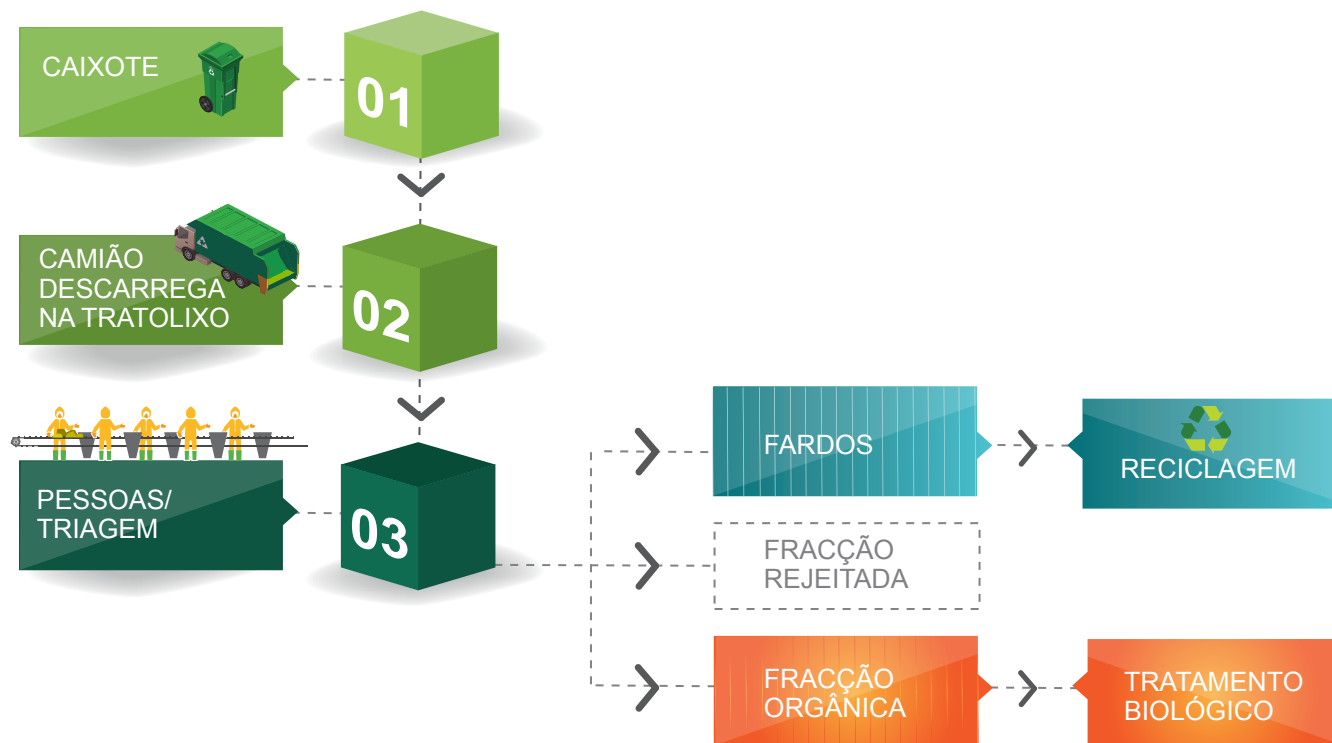 CAIXOTE
01
CAMIÃO
DESCARREGA
NA TRATOLIXO
02
PESSOAS/
TRIAGEM
03
FARDOS
RECICLAGEM
FRACÇÃO
REJEITADA
FRACÇÃO
ORGÂNICA
TRATAMENTO
BIOLÓGICO